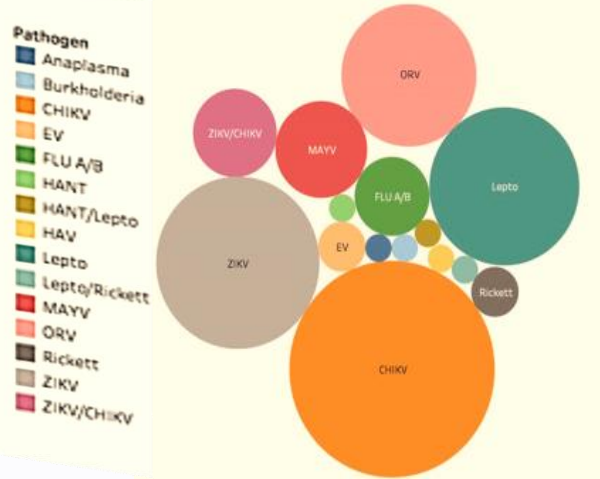 Pathogen
Anaplasma
Burkholderia
CHIKV
EV
FLU A/B
HANT
HANT/Lepto
HAV
Lepto
Lepto/Rickett
MAYV
ORV
Rickett
ZIKV
ZIKV/CHIKV
ORV
ZIKV/CHIKV
MAYV
Lepto
FLU A/B
EV
ZIKV
Rickett
CHIKV